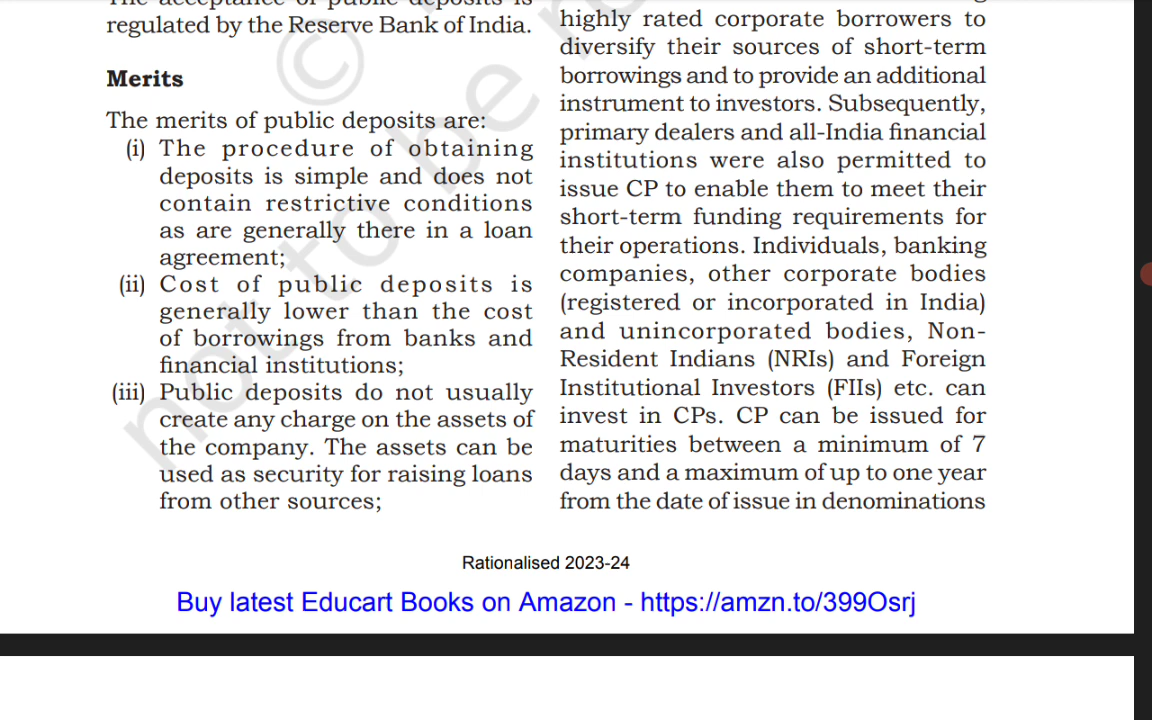 The acceptance of public deposits is
regulated by the Reserve Bank of India.
Merits
The merits of public deposits are:
(i) The procedure of obtaining
deposits is simple and does not
contain restrictive conditions
as are generally there in a loan
agreement;
(ii) Cost of public deposits is
generally lower than the cost
of borrowings from banks and
financial institutions;
(iii) Public deposits do not usually
create any charge on the assets of
the company. The assets can be
used as security for raising loans
from other sources;
highly rated corporate borrowers to
diversify their sources of short-term
borrowings and to provide an additional
instrument to investors. Subsequently,
primary dealers and all-India financial
institutions were also permitted to
issue CP to enable them to meet their
short-term funding requirements for
their operations. Individuals, banking
companies, other corporate bodies
(registered or incorporated in India)
and unincorporated bodies, Non-
Resident Indians (NRIs) and Foreign
Institutional Investors (FIIs) etc. can
invest in CPs. CP can be issued for
maturities between a minimum of 7
days and a maximum of up to one year
from the date of issue in denominations
©
not to be
Rationalised 2023-24
Buy latest Educart Books on Amazon - https://amzn.to/399Osrj